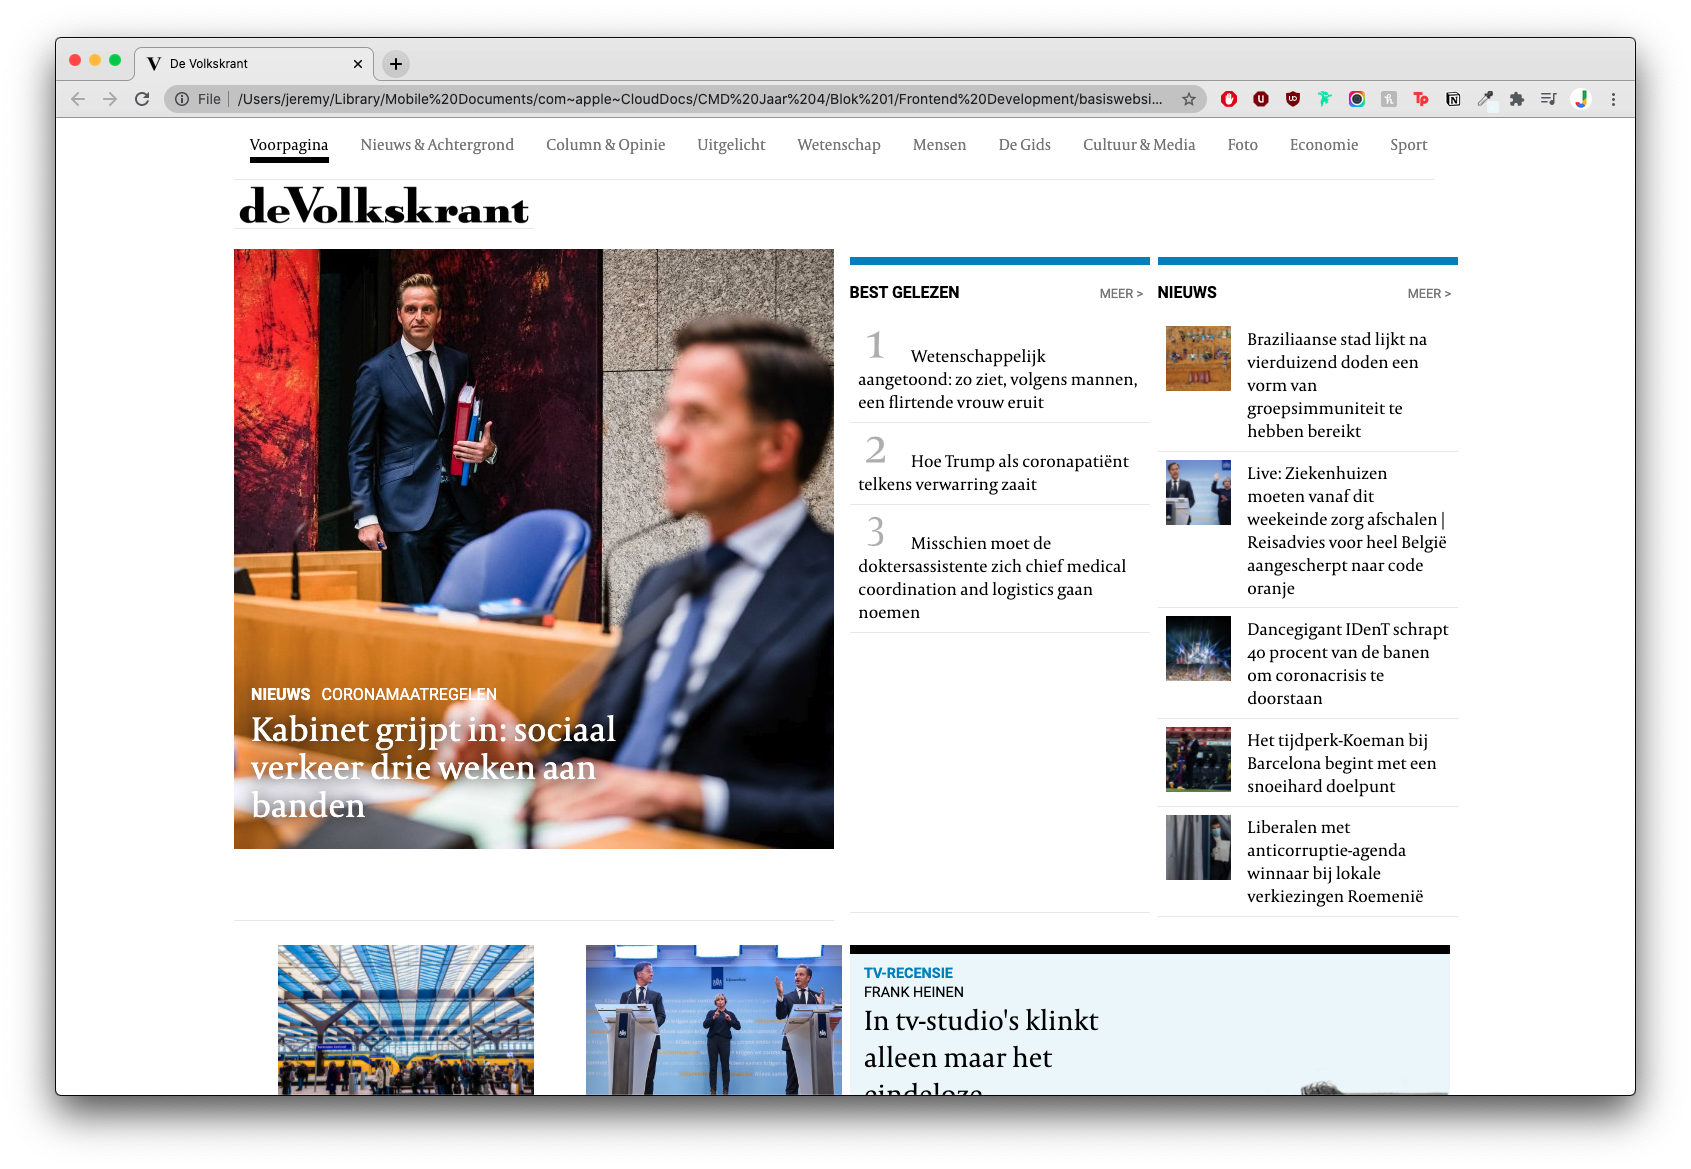 De Volkskrant
File
/Users/jeremy/Library/Mobile%20Documents/com~apple~CloudDocs/CMD%20Jaar%204/Blok%201/Frontend%20Development/basiswebsi...
Voorpagina
Nieuws & Achtergrond
Column & Opinie
Uitgelicht
Wetenschap
Mensen
De Gids
Cultuur & Media
Foto
Economie
Sport
deVolkskrant
NIEUWS CORONAMAATREGELEN
Kabinet grijpt in: sociaal
verkeer drie weken aan
banden
BEST GELEZEN
MEER >
1 Wetenschappelijk
aangetoond: zo ziet, volgens mannen,
een flirtende vrouw eruit
2 Hoe Trump als coronapatiënt
telkens verwarring zaait
3 Misschien moet de
doktersassistente zich chief medical
coordination and logistics gaan
noemen
NIEUWS
MEER >
Braziliaanse stad lijkt na
vierduizend doden een
vorm van
groepsimmuniteit te
hebben bereikt
Live: Ziekenhuizen
moeten vanaf dit
weekeinde zorg afschalen |
Reisadvies voor heel België
aangescherpt naar code
oranje
Dancegigant IDenT schrapt
40 procent van de banen
om coronacrisis te
doorstaan
Het tijdperk-Koeman bij
Barcelona begint met een
snoeihard doelpunt
Liberalen met
anticorruptie-agenda
winnaar bij lokale
verkiezingen Roemenië
TV-RECENSIE
FRANK HEINEN
In tv-studio's klinkt
alleen maar het
eindeloze